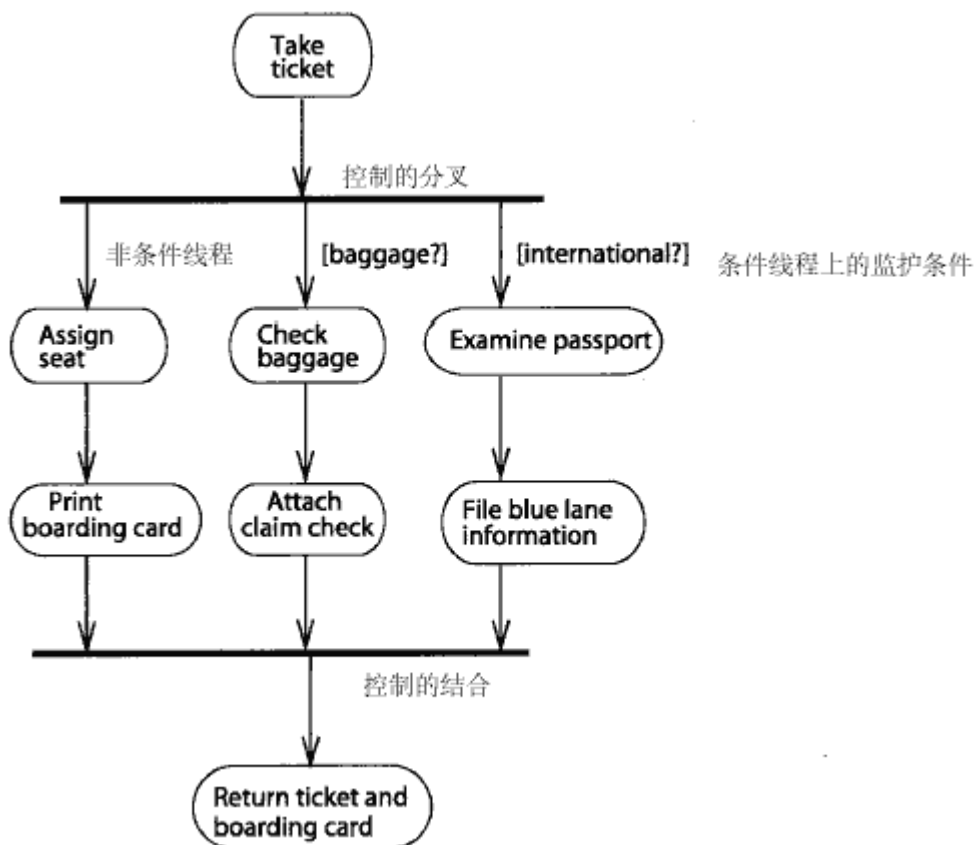 Take
ticket
控制的分叉
非条件线程
[baggage?]
[international?]
条件线程上的监护条件
Assign
seat
Check
baggage
Examine passport
Print
boarding card
Attach
claim check
File blue lane
information
控制的结合
Return ticket and
boarding card